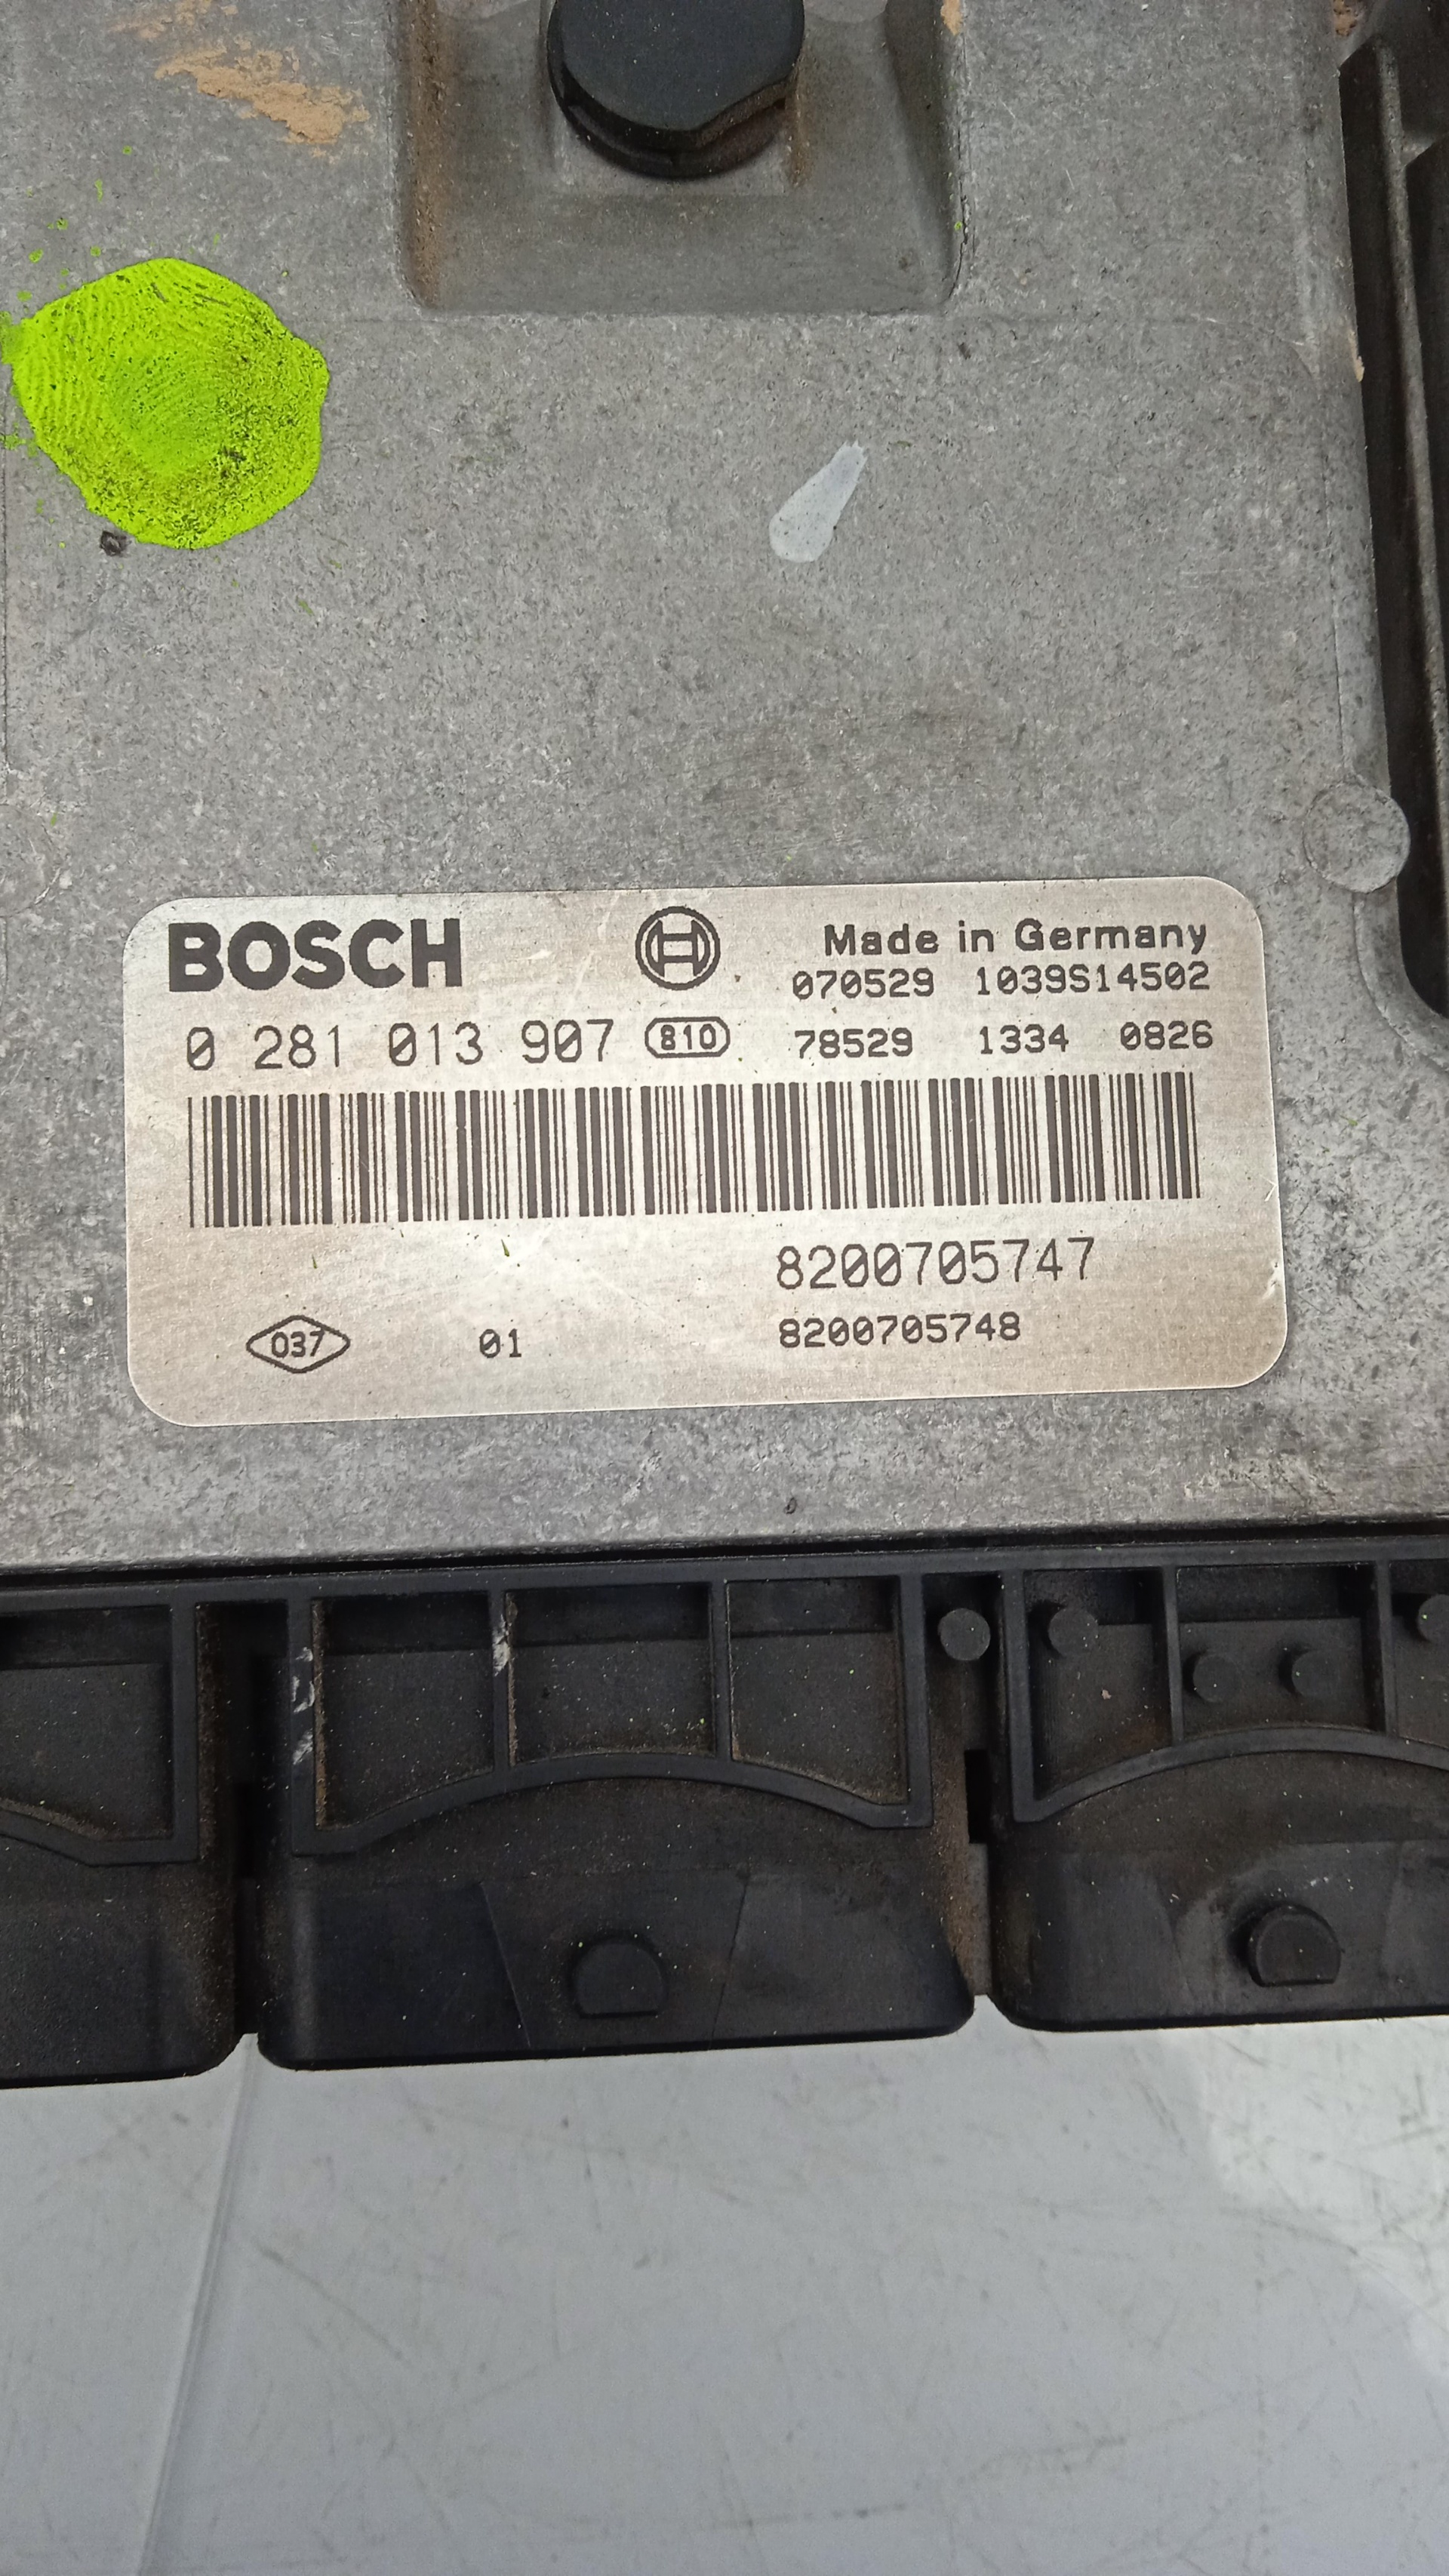 BOSCH Made in Germany
070529 1039S14502
0 281 013 907 810 78529 1334 0826
8200705747
037 01 8200705748